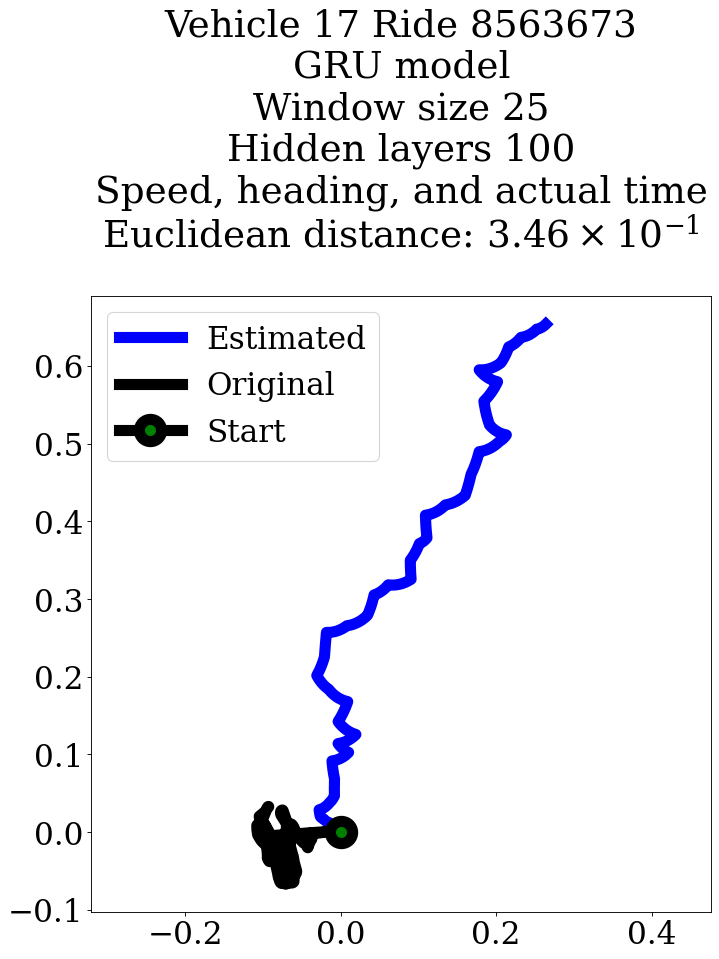 Vehicle 17 Ride 8563673
GRU model
Window size 25
Hidden layers 100
Speed, heading, and actual time
Euclidean distance: 3.46 × 10⁻¹
Estimated
Original
Start
0.6
0.5
0.4
0.3
0.2
0.1
0.0
−0.1
−0.2 0.0 0.2 0.4